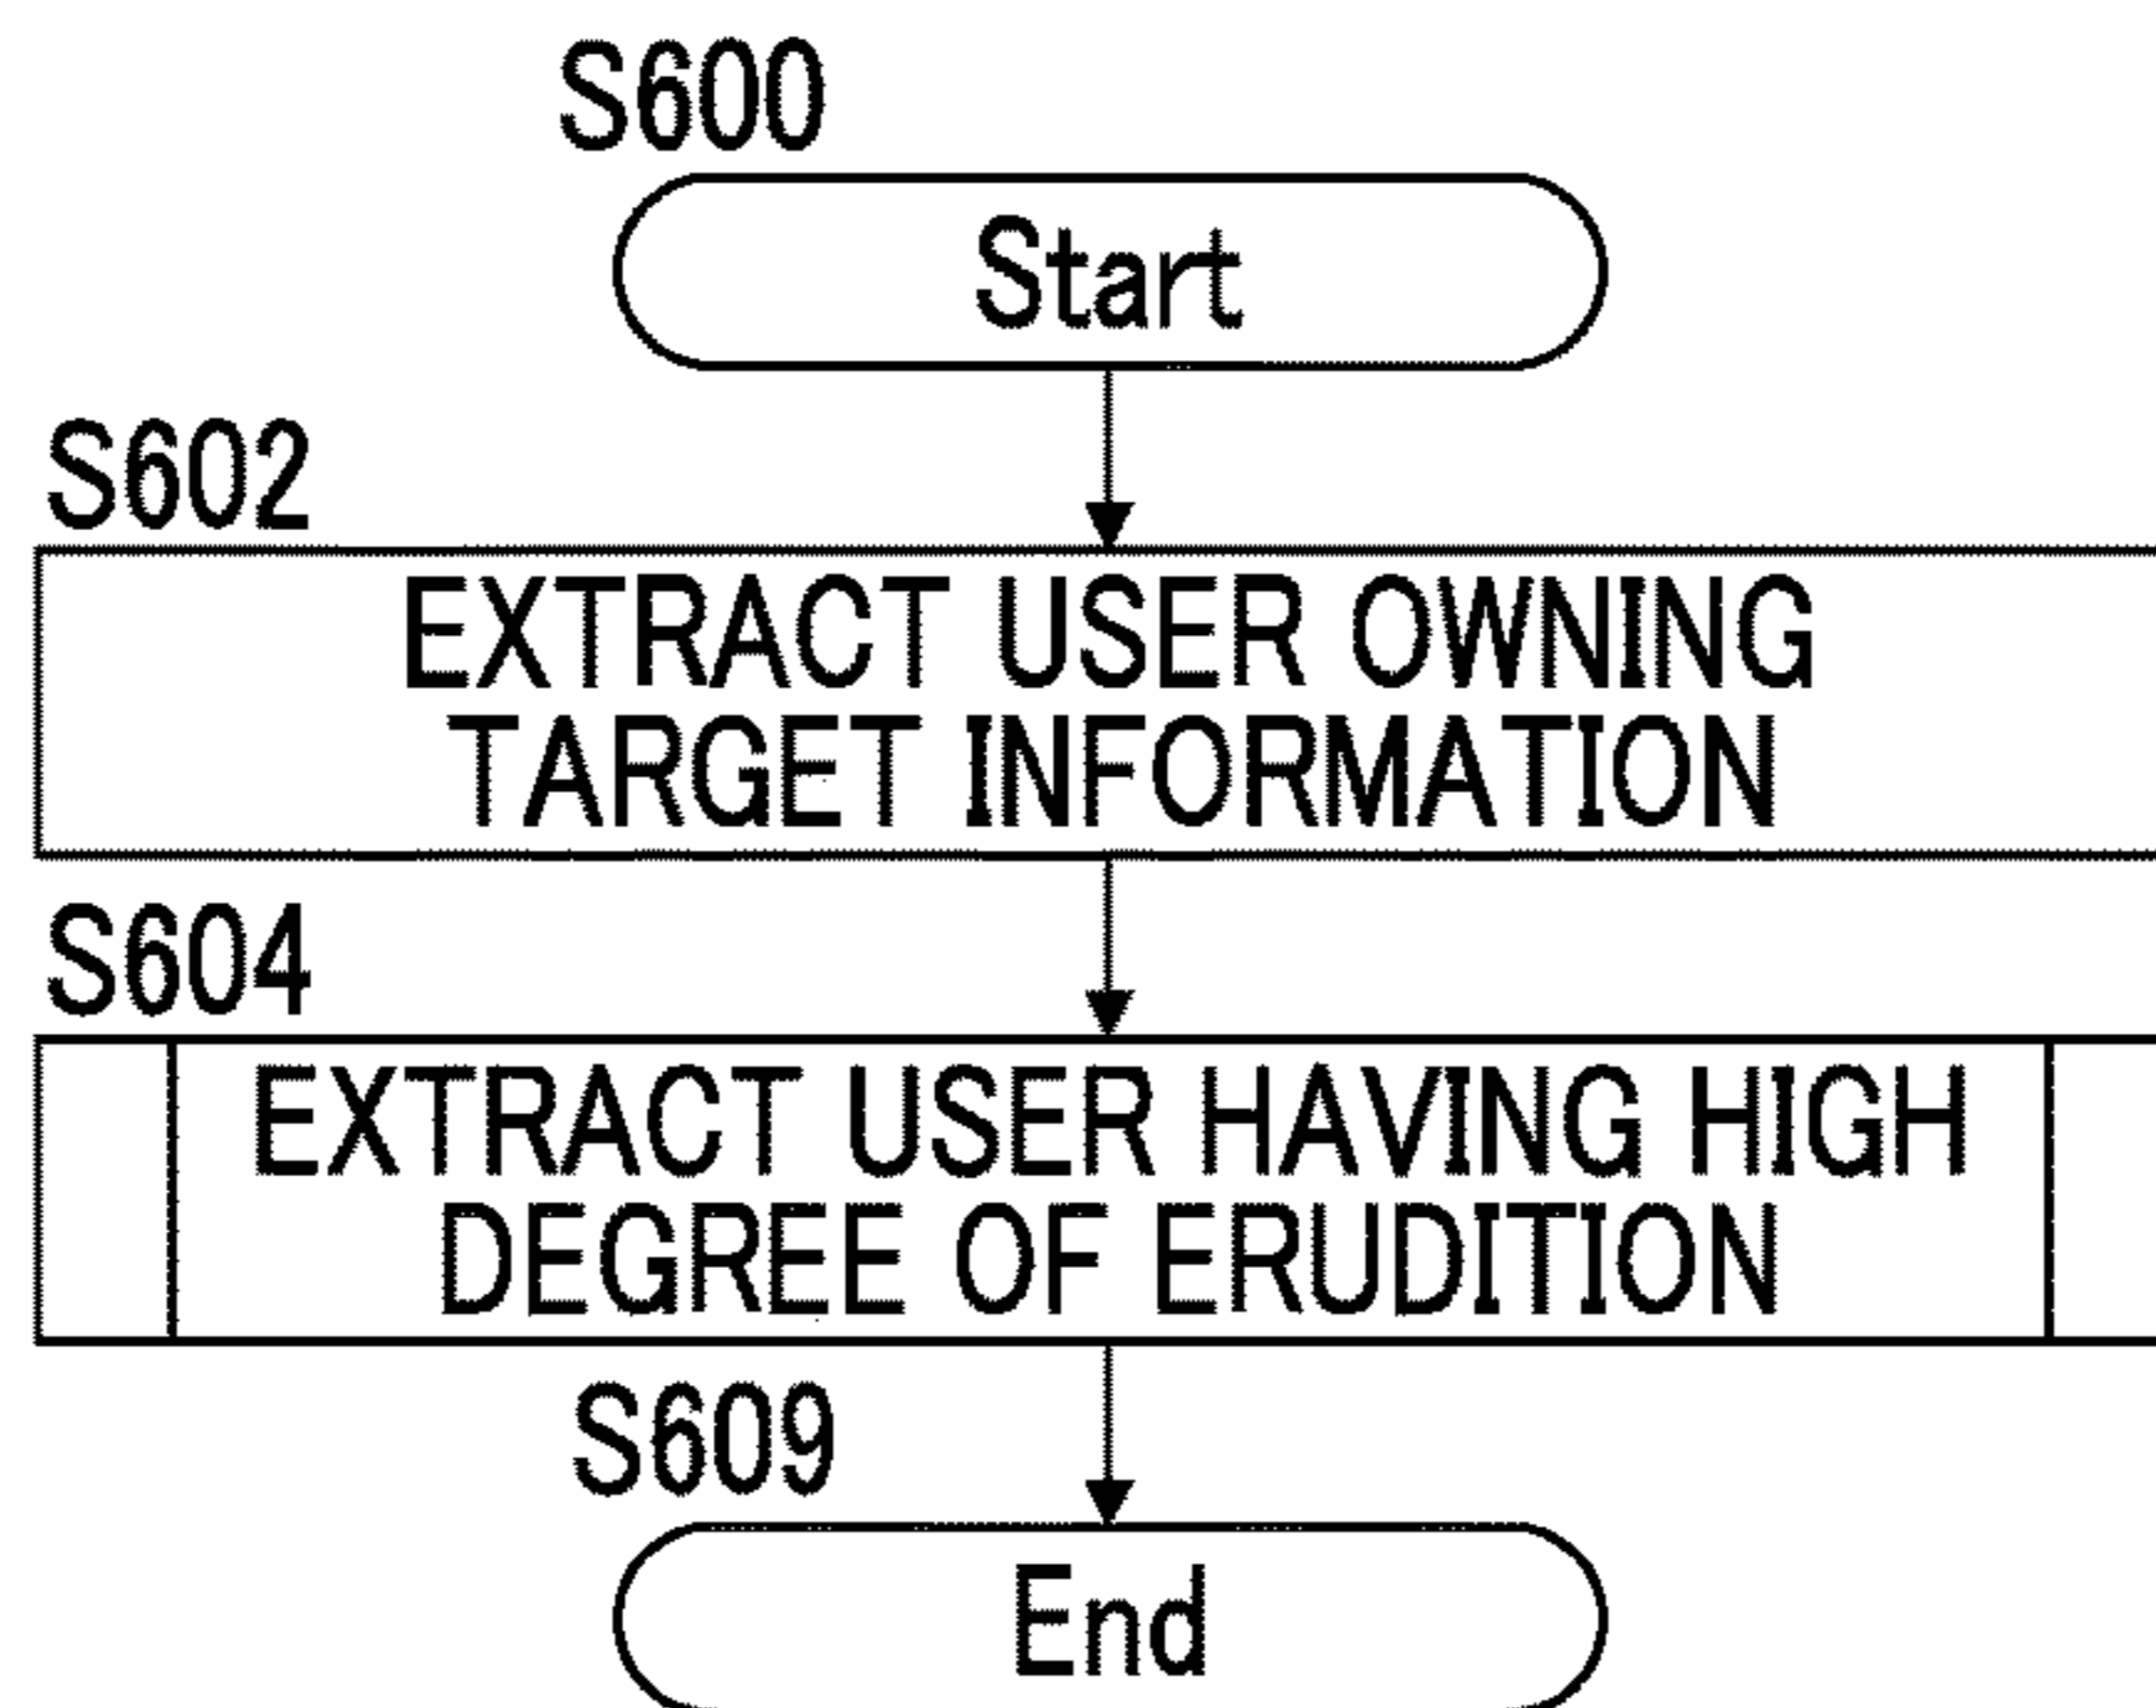 S600
Start
S602
EXTRACT USER OWNING
TARGET INFORMATION
S604
EXTRACT USER HAVING HIGH
DEGREE OF ERUDITION
S609
End